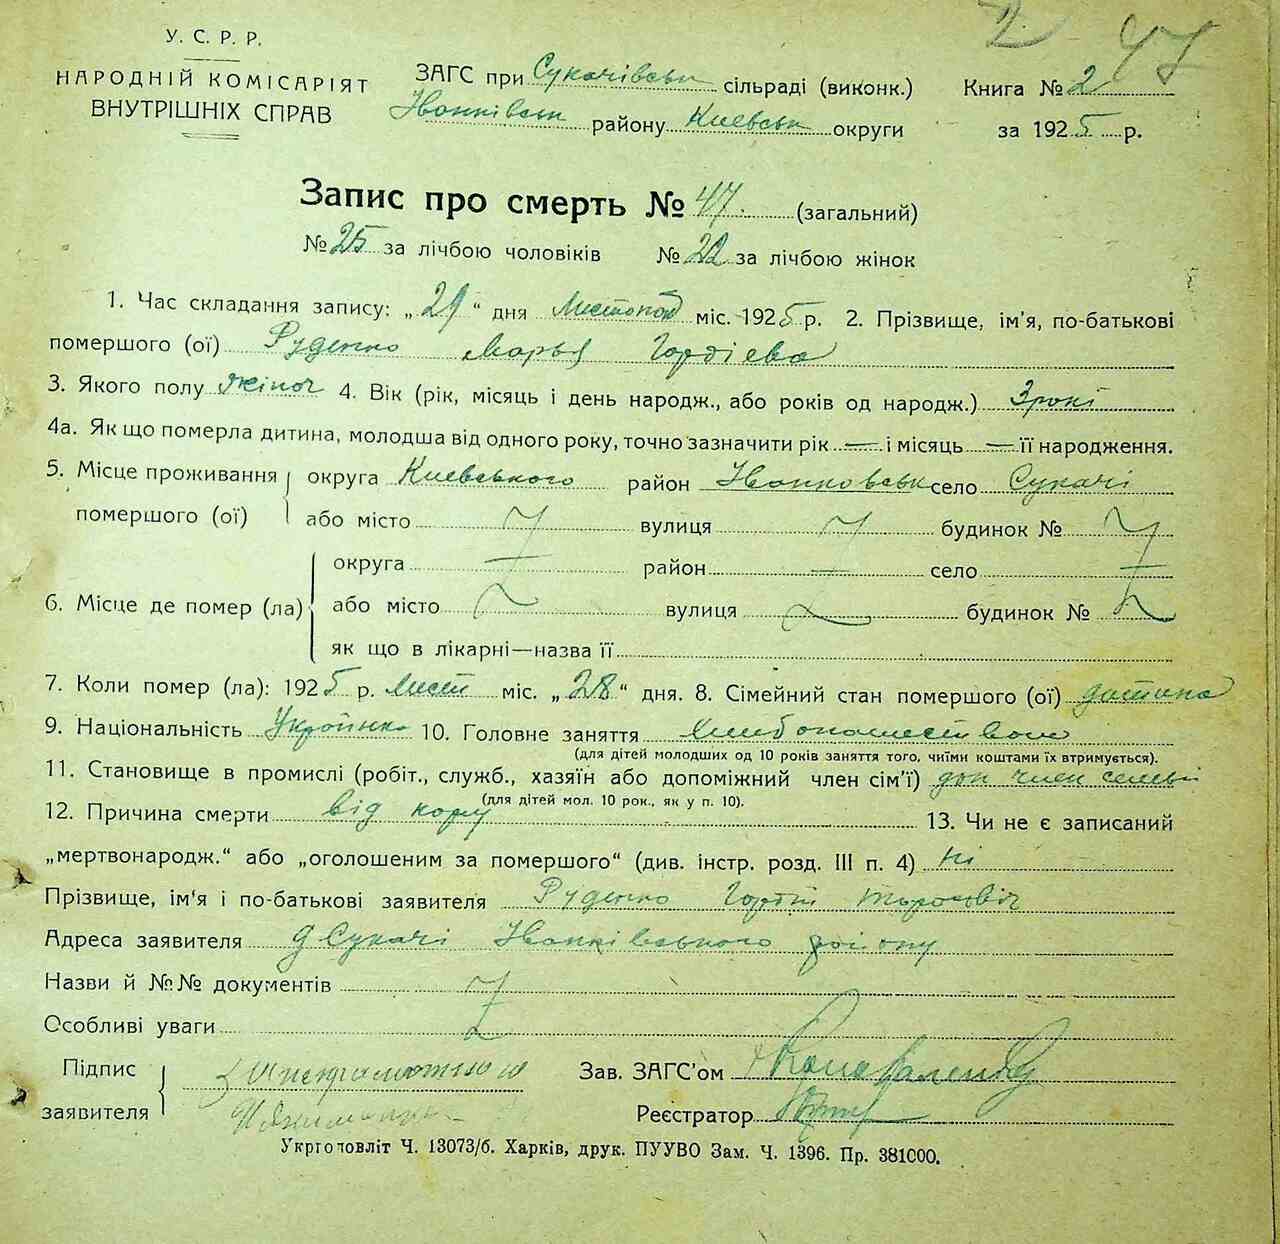 2 47
У. С. Р. Р.
НАРОДНІЙ КОМІСАРІЯТ
ВНУТРІШНІХ СПРАВ
ЗАГС при Сукачівськ сільраді (виконк.)
Іванківськ району Киевськ округи
Книга № 2
за 1925 р.
Запис про смерть № 47 (загальний)
№ 25 за лічбою чоловіків № 22 за лічбою жінок
1. Час складання запису: „29“ дня Листопад міс. 1925 р. 2. Прізвище, ім'я, по-батькові
помершого (ої) Руденко Марья Гордіева
3. Якого полу жіноч 4. Вік (рік, місяць і день народж., або років од народж.) 3 рокі
4а. Як що померла дитина, молодша від одного року, точно зазначити рік — і місяць — її народження.
5. Місце проживання округа Киевського район Іванковськ село Сукачі
помершого (ої) або місто вулиця будинок №
округа район село
6. Місце де помер (ла) або місто вулиця будинок №
як що в лікарні—назва її
7. Коли помер (ла): 1925 р. Лист міс. „28“ дня. 8. Сімейний стан помершого (ої) дитина
9. Національність Українка 10. Головне заняття
(для дітей молодших од 10 років заняття того, чиїми коштами їх втримується).
11. Становище в промислі (робіт., служб., хазяїн або допоміжний член сім'ї) доп член семьі
(для дітей мол. 10 рок., як у п. 10).
12. Причина смерти від кору 13. Чи не є записаний
„мертвонародж.“ або „оголошеним за помершого“ (див. інстр. розд. III п. 4) ні
Прізвище, ім'я і по-батькові заявителя Руденко Гордій
Адреса заявителя д Сукачі Іванківського району
Назви й №№ документів
Особливі уваги
Підпис
заявителя
Зав. ЗАГС'ом
Реєстратор
Укрголовліт Ч. 13073/б. Харків, друк. ПУУВО Зам. Ч. 1396. Пр. 381000.